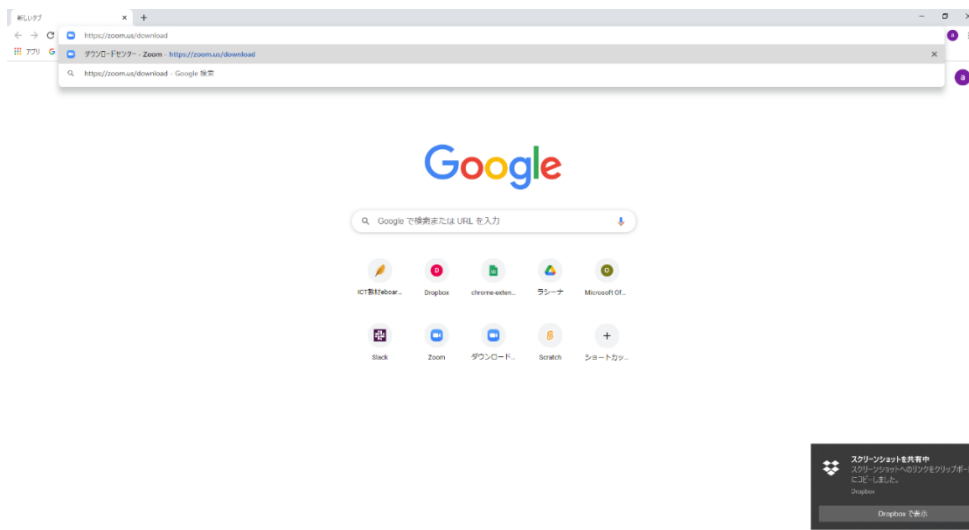 新しいタブ
https://zoom.us/download
アプリ G
ダウンロードセンター - Zoom - https://zoom.us/download
https://zoom.us/download - Google 検索
a
a
Google
Google で検索または URL を入力
ICT教材eboar... Dropbox chrome-exten... ラシーナ Microsoft Of...
Slack Zoom ダウンロード... Scratch ショートカッ...
スクリーンショットを共有中
スクリーンショットへのリンクをクリップボー
にコピーしました。
Dropbox
Dropbox で表示